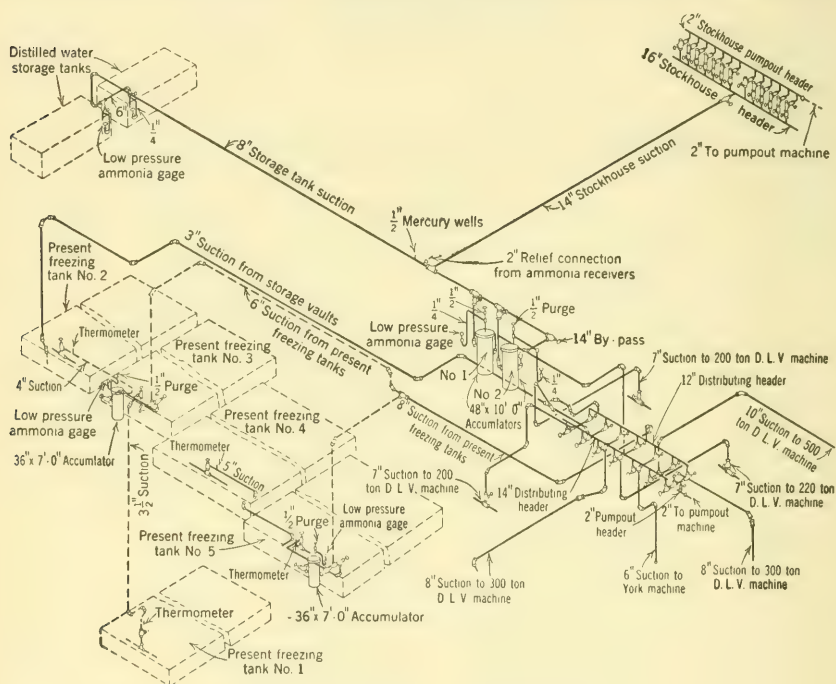 2" Stockhouse pumpout header
16" Stockhouse
header
2" To pumpout machine
Distilled water
storage tanks
6"
1/4"
Low pressure
ammonia gage
8" Storage tank suction
14" Stockhouse suction
1/2" Mercury wells
2" Relief connection
from ammonia receivers
3" Suction from storage vaults
6" Suction from present
freezing tanks
Present
freezing
tank No. 2
Thermometer
Present freezing
tank No. 3
4" Suction
1/2" Purge
Low pressure
ammonia gage
36" x 7'-0" Accumlator
Present freezing
tank No. 4
1/4"
1/2"
1/2" Purge
Low pressure
ammonia gage
14" By-pass
No 1
No 2
48" x 10' 0"
Accumlators
1/4"
7" Suction to 200 ton D. L. V machine
12" Distributing header
10" Suction to 500
ton D. L. V. machine
8" Suction from present
freezing tanks
3 1/2" Suction
Thermometer
5" Suction
7" Suction to 200
ton D L. V. machine
14" Distributing
header
2" Pumpout
header
2" To pumpout
machine
7" Suction to 220 ton
D. L. V. machine
1/2" Purge
Low pressure
ammonia gage
Present freezing
tank No 5
Thermometer
36" x 7'-0" Accumulator
8" Suction to 300 ton
D L V machine
6" Suction to
York machine
8" Suction to 300 ton
D. L. V. machine
Thermometer
Present freezing
tank No. 1